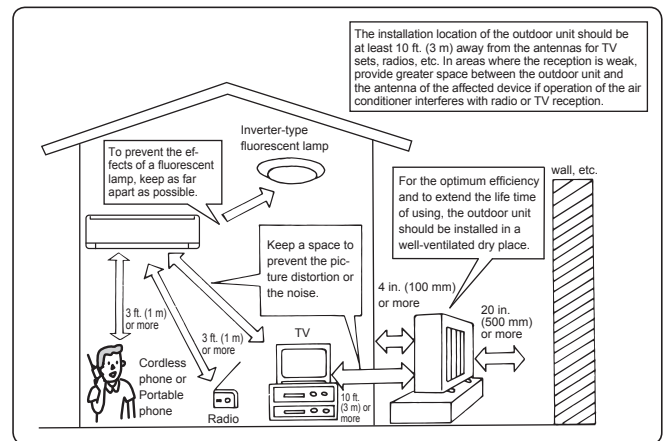 The installation location of the outdoor unit should be
at least 10 ft. (3 m) away from the antennas for TV
sets, radios, etc. In areas where the reception is weak,
provide greater space between the outdoor unit and
the antenna of the affected device if operation of the air
conditioner interferes with radio or TV reception.
Inverter-type
fluorescent lamp
To prevent the ef-
fects of a fluorescent
lamp, keep as far
apart as possible.
wall, etc.
For the optimum efficiency
and to extend the life time
of using, the outdoor unit
should be installed in a
well-ventilated dry place.
Keep a space to
prevent the pic-
ture distortion or
the noise.
4 in. (100 mm)
or more
20 in.
(500 mm)
or more
3 ft. (1 m)
or more
3 ft. (1 m)
or more
TV
Cordless
phone or
Portable
phone
Radio
10 ft.
(3 m) or
more